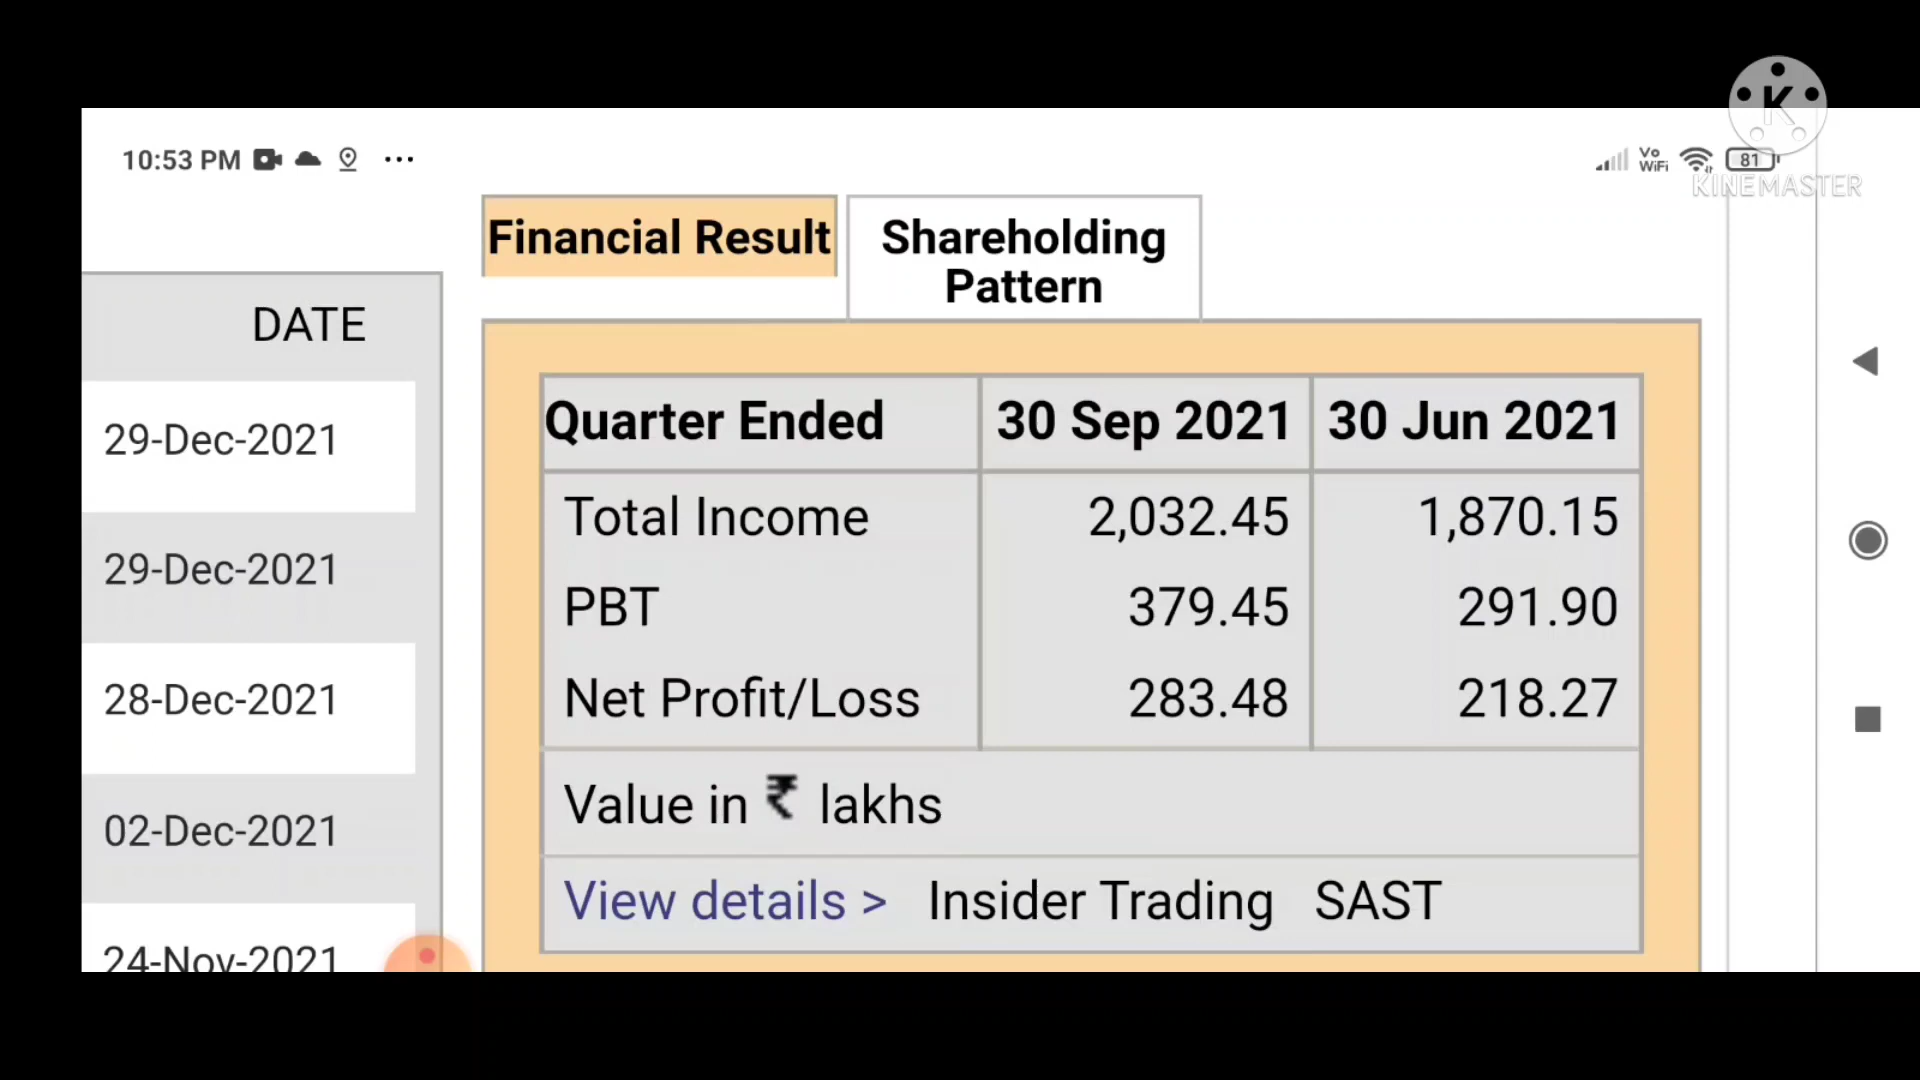 10:53 PM
Vo
WiFi
81
K
KINEMASTER
Financial Result
Shareholding
Pattern
DATE
29-Dec-2021
29-Dec-2021
28-Dec-2021
02-Dec-2021
24-Nov-2021
Quarter Ended 30 Sep 2021 30 Jun 2021
Total Income 2,032.45 1,870.15
PBT 379.45 291.90
Net Profit/Loss 283.48 218.27
Value in ₹ lakhs
View details > Insider Trading SAST